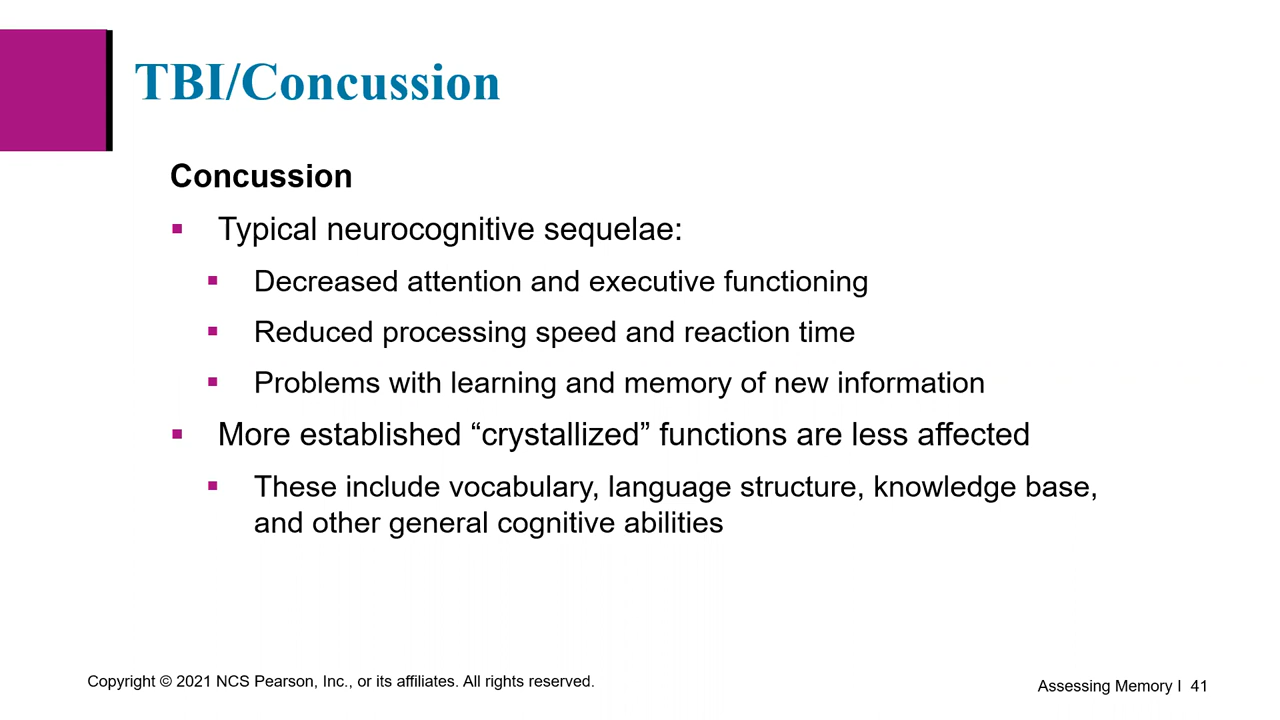 TBI/Concussion
Concussion
▪ Typical neurocognitive sequelae:
▪ Decreased attention and executive functioning
▪ Reduced processing speed and reaction time
▪ Problems with learning and memory of new information
▪ More established “crystallized” functions are less affected
▪ These include vocabulary, language structure, knowledge base,
and other general cognitive abilities
Copyright © 2021 NCS Pearson, Inc., or its affiliates. All rights reserved.
Assessing Memory I 41